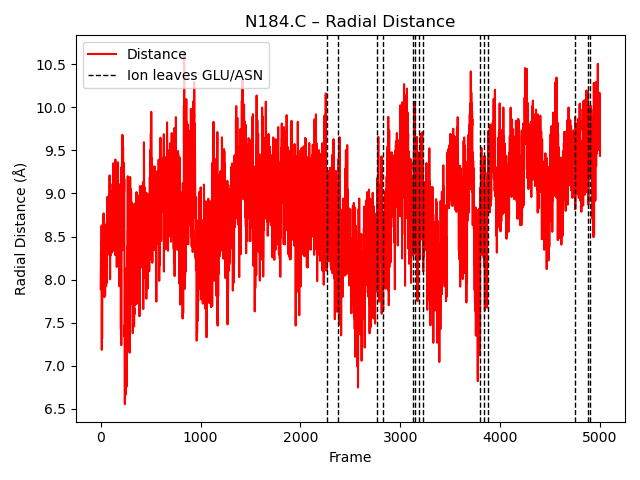 N184.C – Radial Distance
Distance
Ion leaves GLU/ASN
Radial Distance (Å)
10.5
10.0
9.5
9.0
8.5
8.0
7.5
7.0
6.5
0 1000 2000 3000 4000 5000
Frame